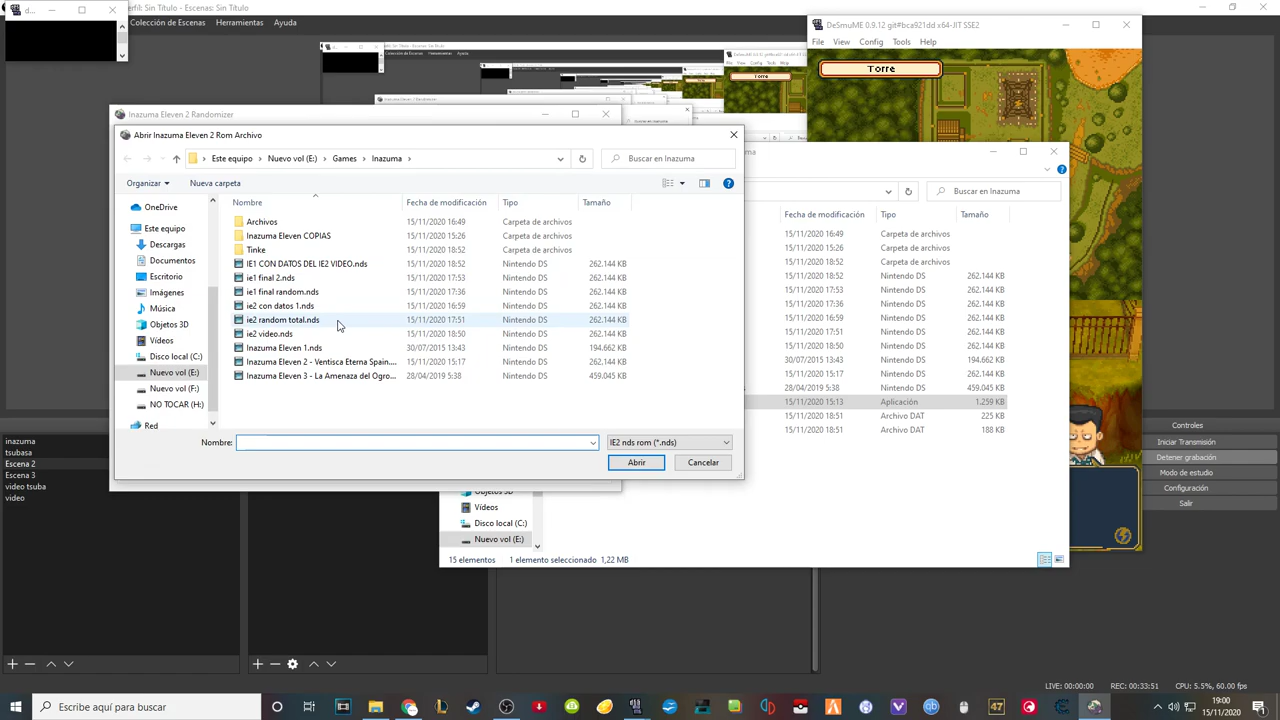 d...
Perfil: Sin Título - Escenas: Sin Título
Colección de Escenas Herramientas Ayuda
DeSmuME 0.9.12 git#bca921dd x64-JIT SSE2
File View Config Tools Help
Torre
Inazuma Eleven 2 Randomizer
Abrir Inazuma Eleven 2 Rom Archivo
Este equipo > Nuevo vol (E:) > Games > Inazuma >
Buscar en Inazuma
Organizar
Nueva carpeta
Nombre Fecha de modificación Tipo Tamaño
OneDrive
Este equipo
Descargas
Documentos
Escritorio
Imágenes
Música
Objetos 3D
Vídeos
Disco local (C:)
Nuevo vol (E:)
Nuevo vol (F:)
NO TOCAR (H:)
Red
Archivos 15/11/2020 16:49 Carpeta de archivos
Inazuma Eleven COPIAS 15/11/2020 15:26 Carpeta de archivos
Tinke 15/11/2020 18:52 Carpeta de archivos
IE1 CON DATOS DEL IE2 VIDEO.nds 15/11/2020 18:52 Nintendo DS 262.144 KB
ie1 final 2.nds 15/11/2020 17:53 Nintendo DS 262.144 KB
ie1 final random.nds 15/11/2020 17:36 Nintendo DS 262.144 KB
ie2 con datos 1.nds 15/11/2020 16:59 Nintendo DS 262.144 KB
ie2 random total.nds 15/11/2020 17:51 Nintendo DS 262.144 KB
ie2 video.nds 15/11/2020 18:50 Nintendo DS 262.144 KB
Inazuma Eleven 1.nds 30/07/2015 13:43 Nintendo DS 194.662 KB
Inazuma Eleven 2 - Ventisca Eterna Spain.... 15/11/2020 15:17 Nintendo DS 262.144 KB
Inazuma Eleven 3 - La Amenaza del Ogro... 28/04/2019 5:38 Nintendo DS 459.045 KB
Nombre:
IE2 nds rom (*.nds)
Abrir
Cancelar
ma
Buscar en Inazuma
Fecha de modificación Tipo Tamaño
15/11/2020 16:49 Carpeta de archivos
15/11/2020 15:26 Carpeta de archivos
15/11/2020 18:52 Carpeta de archivos
15/11/2020 18:52 Nintendo DS 262.144 KB
15/11/2020 17:53 Nintendo DS 262.144 KB
15/11/2020 17:36 Nintendo DS 262.144 KB
15/11/2020 16:59 Nintendo DS 262.144 KB
15/11/2020 17:51 Nintendo DS 262.144 KB
15/11/2020 18:50 Nintendo DS 262.144 KB
30/07/2015 13:43 Nintendo DS 194.662 KB
15/11/2020 15:17 Nintendo DS 262.144 KB
28/04/2019 5:38 Nintendo DS 459.045 KB
15/11/2020 15:13 Aplicación 1.259 KB
15/11/2020 18:51 Archivo DAT 225 KB
15/11/2020 18:51 Archivo DAT 188 KB
Objetos 3D
Vídeos
Disco local (C:)
Nuevo vol (E:)
15 elementos 1 elemento seleccionado 1,22 MB
inazuma
tsubasa
Escena 2
Escena 3
video tsuba
video
Controles
Iniciar Transmisión
Detener grabación
Modo de estudio
Configuración
Salir
LIVE: 00:00:00 REC: 00:33:51 CPU: 5.5%, 60.00 fps
Escribe aquí para buscar
47
19:00
15/11/2020